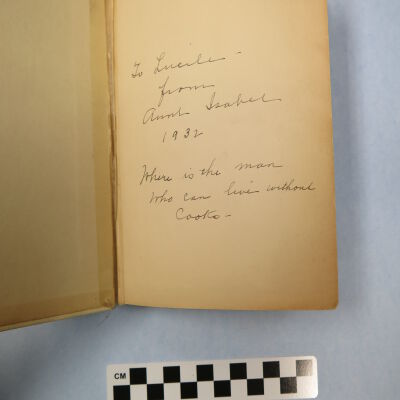 To Lucile -
from
Aunt Isabel
1932
Where is the man
Who can live without
Cooks -
CM